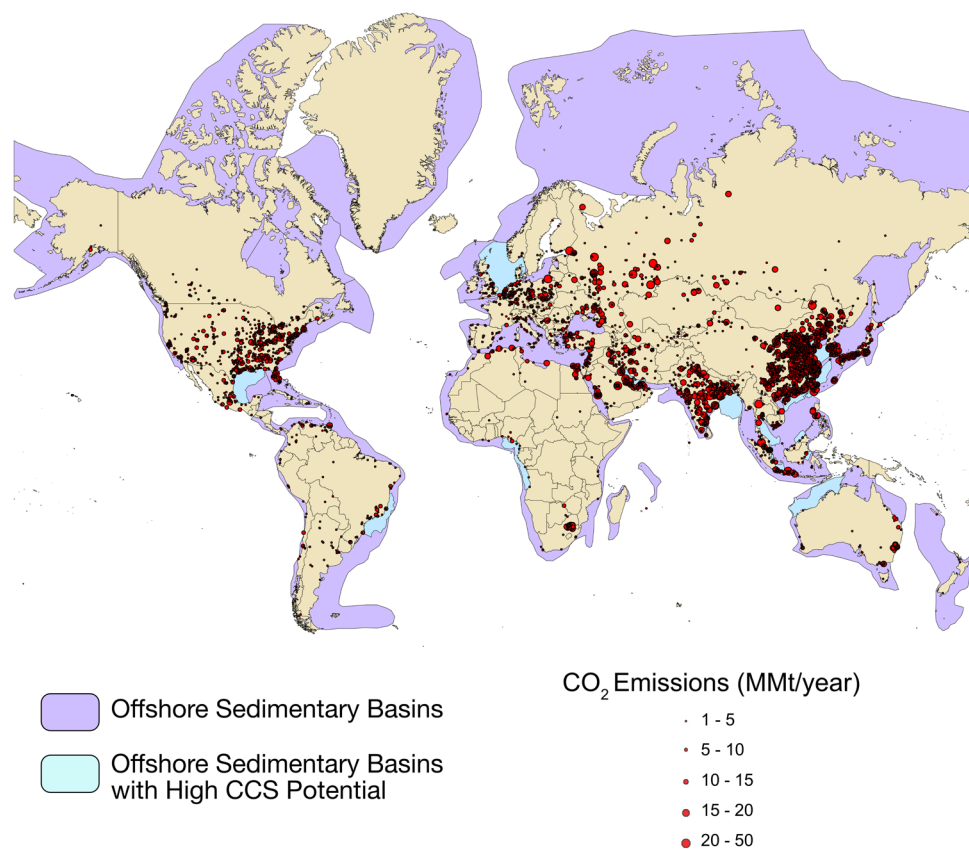 Offshore Sedimentary Basins
Offshore Sedimentary Basins
with High CCS Potential
CO₂ Emissions (MMt/year)
1 - 5
5 - 10
10 - 15
15 - 20
20 - 50